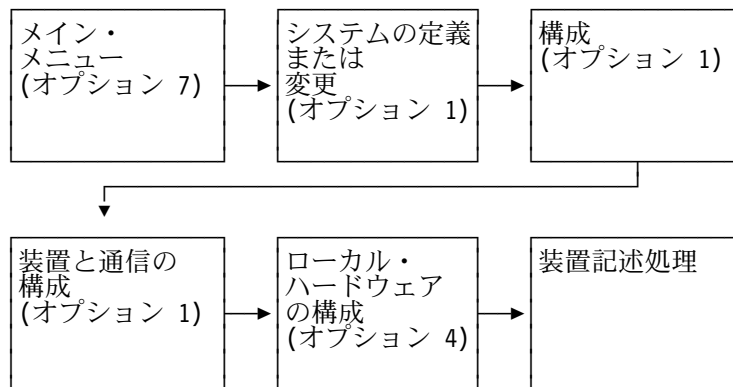 メイン・
メニュー
(オプション 7)
システムの定義
または
変更
(オプション 1)
構成
(オプション 1)
装置と通信の
構成
(オプション 1)
ローカル・
ハードウェア
の構成
(オプション 4)
装置記述処理